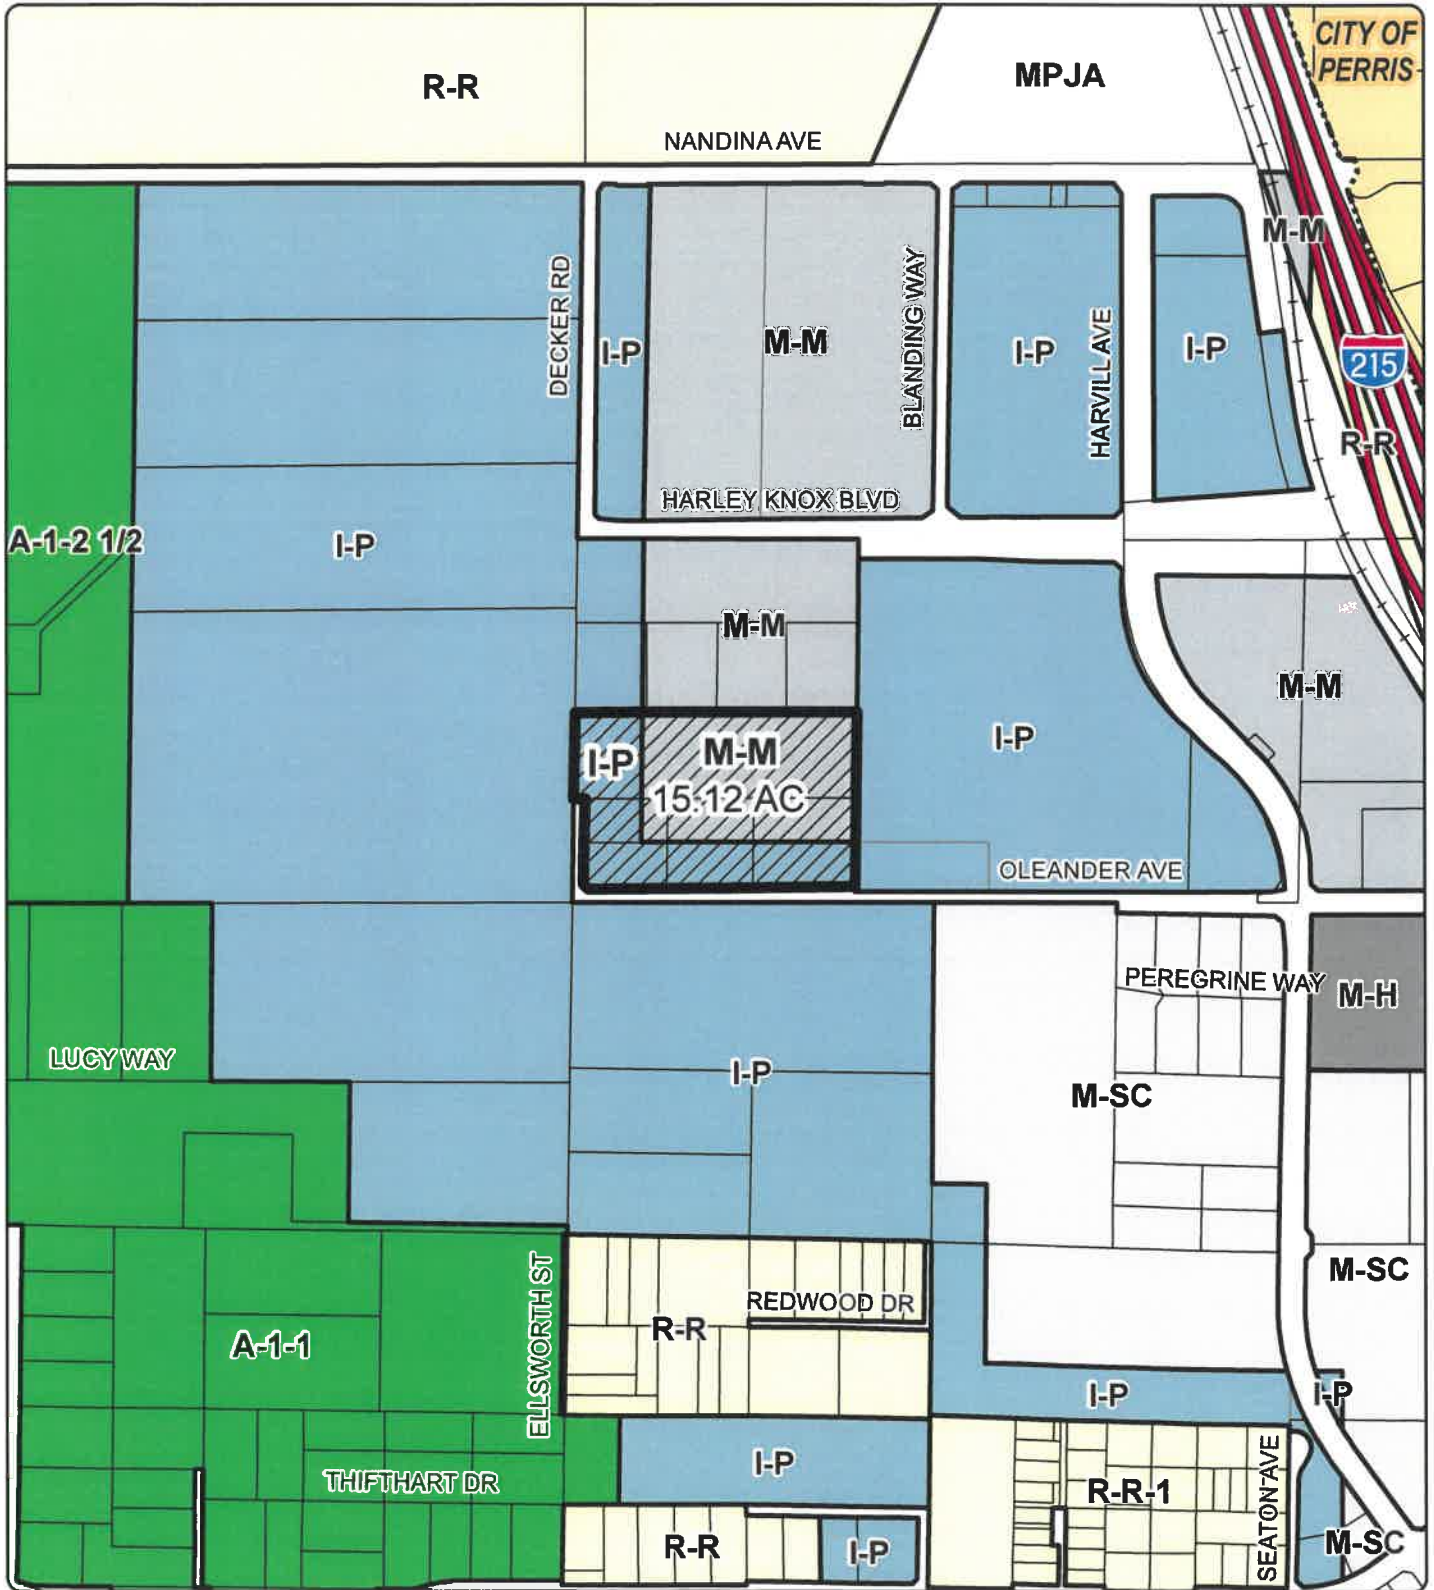 CITY OF
PERRIS
R-R
MPJA
NANDINA AVE
M-M
DECKER RD
I-P
M-M
BLANDING WAY
I-P
HARVILL AVE
I-P
215
R-R
HARLEY KNOX BLVD
A-1-2 1/2
I-P
M-M
M-M
I-P
I-P
M-M
15.12 AC
OLEANDER AVE
PEREGRINE WAY
M-H
LUCY WAY
I-P
M-SC
M-SC
ELLSWORTH ST
REDWOOD DR
R-R
A-1-1
I-P
I-P
I-P
THIFTHART DR
R-R-1
SEATON AVE
R-R
I-P
M-SC